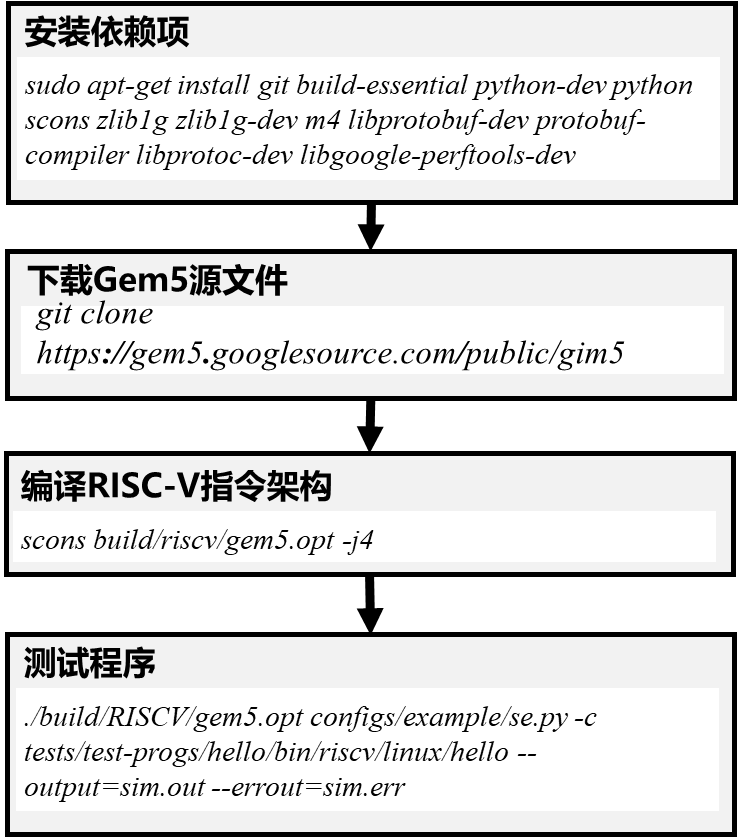 安装依赖项
sudo apt-get install git build-essential python-dev python
scons zlib1g zlib1g-dev m4 libprotobuf-dev protobuf-
compiler libprotoc-dev libgoogle-perftools-dev
下载Gem5源文件
git clone
https://gem5.googlesource.com/public/gim5
编译RISC-V指令架构
scons build/riscv/gem5.opt -j4
测试程序
./build/RISCV/gem5.opt configs/example/se.py -c
tests/test-progs/hello/bin/riscv/linux/hello --
output=sim.out --errout=sim.err